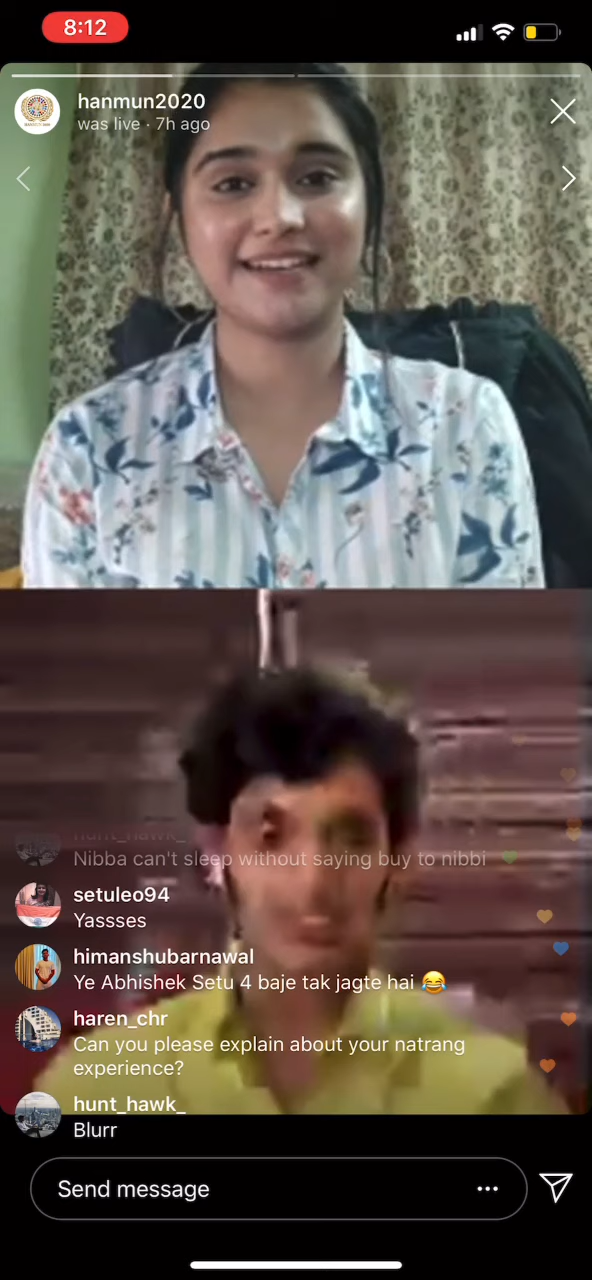 8:12
hanmun2020
was live · 7h ago
hunt_hawk_
Nibba can't sleep without saying buy to nibbi
setuleo94
Yassses
himanshubarnawal
Ye Abhishek Setu 4 baje tak jagte hai 😂
haren_chr
Can you please explain about your natrang
experience?
hunt_hawk_
Blurr
Send message